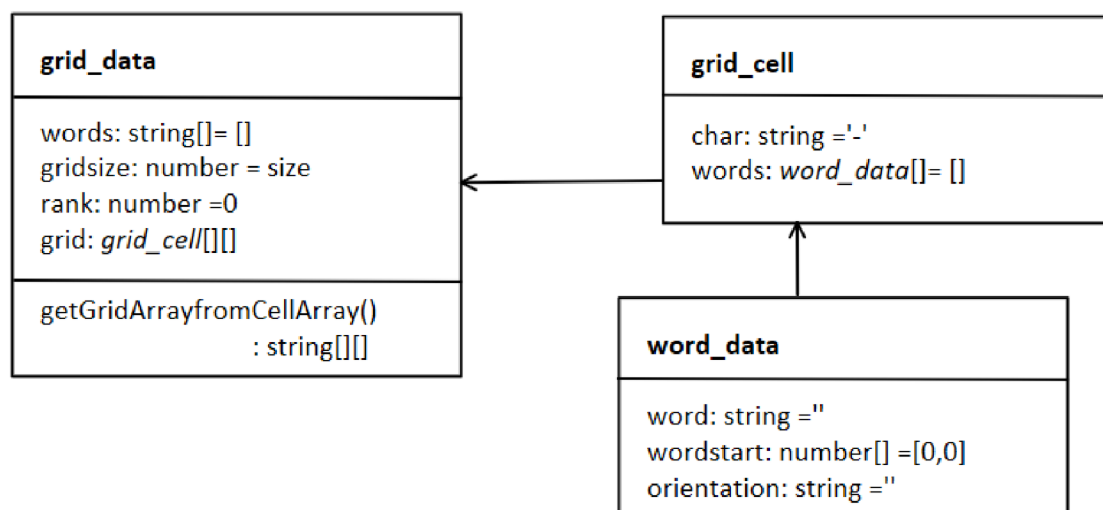 grid_data
words: string[]= []
gridsize: number = size
rank: number =0
grid: grid_cell[][]
getGridArrayfromCellArray()
: string[][]
grid_cell
char: string ='-'
words: word_data[]= []
word_data
word: string =''
wordstart: number[] =[0,0]
orientation: string =''